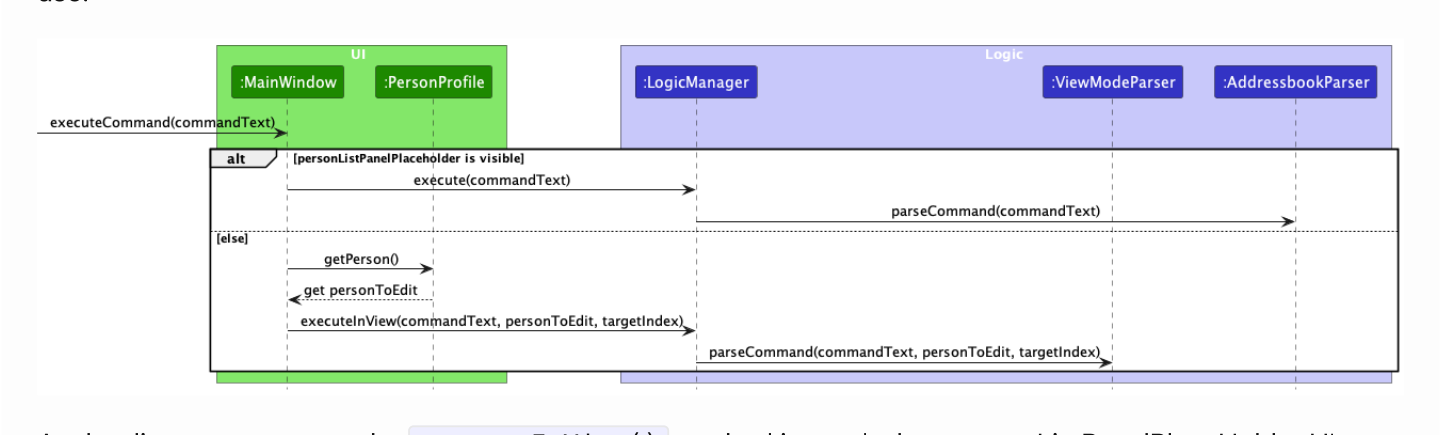 UI
Logic
:MainWindow
:PersonProfile
:LogicManager
:ViewModeParser
:AddressbookParser
executeCommand(commandText)
alt
[personListPanelPlaceholder is visible]
execute(commandText)
parseCommand(commandText)
[else]
getPerson()
get personToEdit
executeInView(commandText, personToEdit, targetIndex)
parseCommand(commandText, personToEdit, targetIndex)